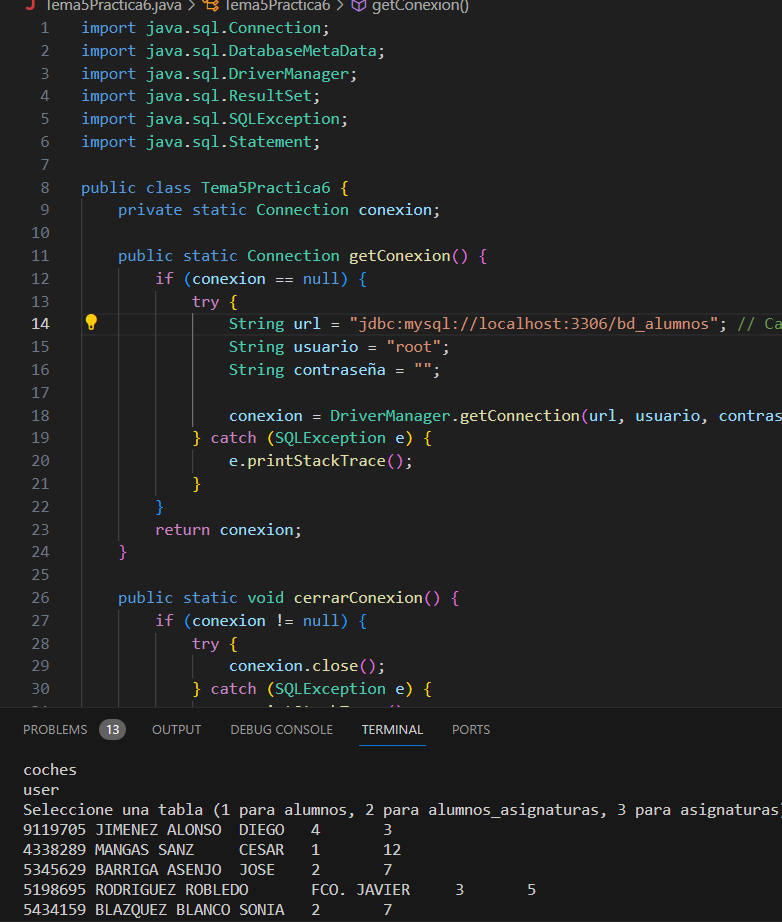 Tema5Practica6.java > Tema5Practica6 > getConexion()
1 import java.sql.Connection;
2 import java.sql.DatabaseMetaData;
3 import java.sql.DriverManager;
4 import java.sql.ResultSet;
5 import java.sql.SQLException;
6 import java.sql.Statement;
7
8 public class Tema5Practica6 {
9 private static Connection conexion;
10
11 public static Connection getConexion() {
12 if (conexion == null) {
13 try {
14 String url = "jdbc:mysql://localhost:3306/bd_alumnos"; // Ca
15 String usuario = "root";
16 String contraseña = "";
17
18 conexion = DriverManager.getConnection(url, usuario, contras
19 } catch (SQLException e) {
20 e.printStackTrace();
21 }
22 }
23 return conexion;
24 }
25
26 public static void cerrarConexion() {
27 if (conexion != null) {
28 try {
29 conexion.close();
30 } catch (SQLException e) {
PROBLEMS 13 OUTPUT DEBUG CONSOLE TERMINAL PORTS
coches
user
Seleccione una tabla (1 para alumnos, 2 para alumnos_asignaturas, 3 para asignaturas)
9119705 JIMENEZ ALONSO DIEGO 4 3
4338289 MANGAS SANZ CESAR 1 12
5345629 BARRIGA ASENJO JOSE 2 7
5198695 RODRIGUEZ ROBLEDO FCO. JAVIER 3 5
5434159 BLAZQUEZ BLANCO SONIA 2 7